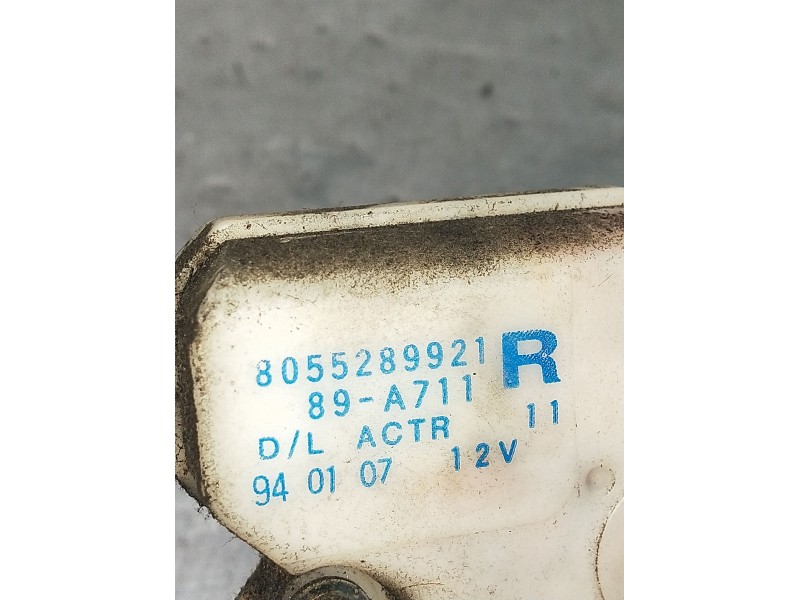 8055289921 R
89-A711
D/L ACTR 11
94 01 07 12V